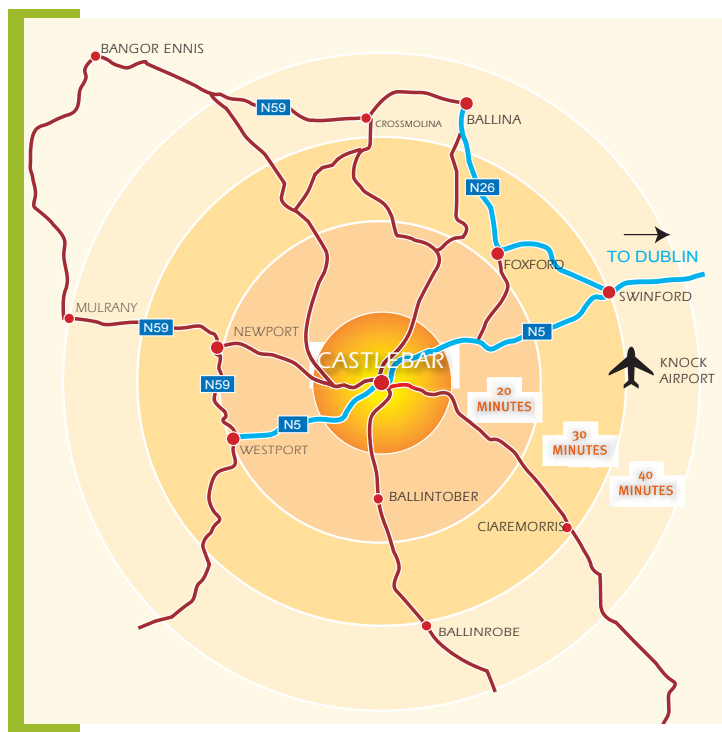 BANGOR ENNIS
N59
CROSSMOLINA
BALLINA
N26
TO DUBLIN
FOXFORD
SWINFORD
MULRANY
N59
NEWPORT
N5
CASTLEBAR
KNOCK
AIRPORT
N59
20
MINUTES
N5
30
MINUTES
WESTPORT
40
MINUTES
BALLINTOBER
CIAREMORRIS
BALLINROBE